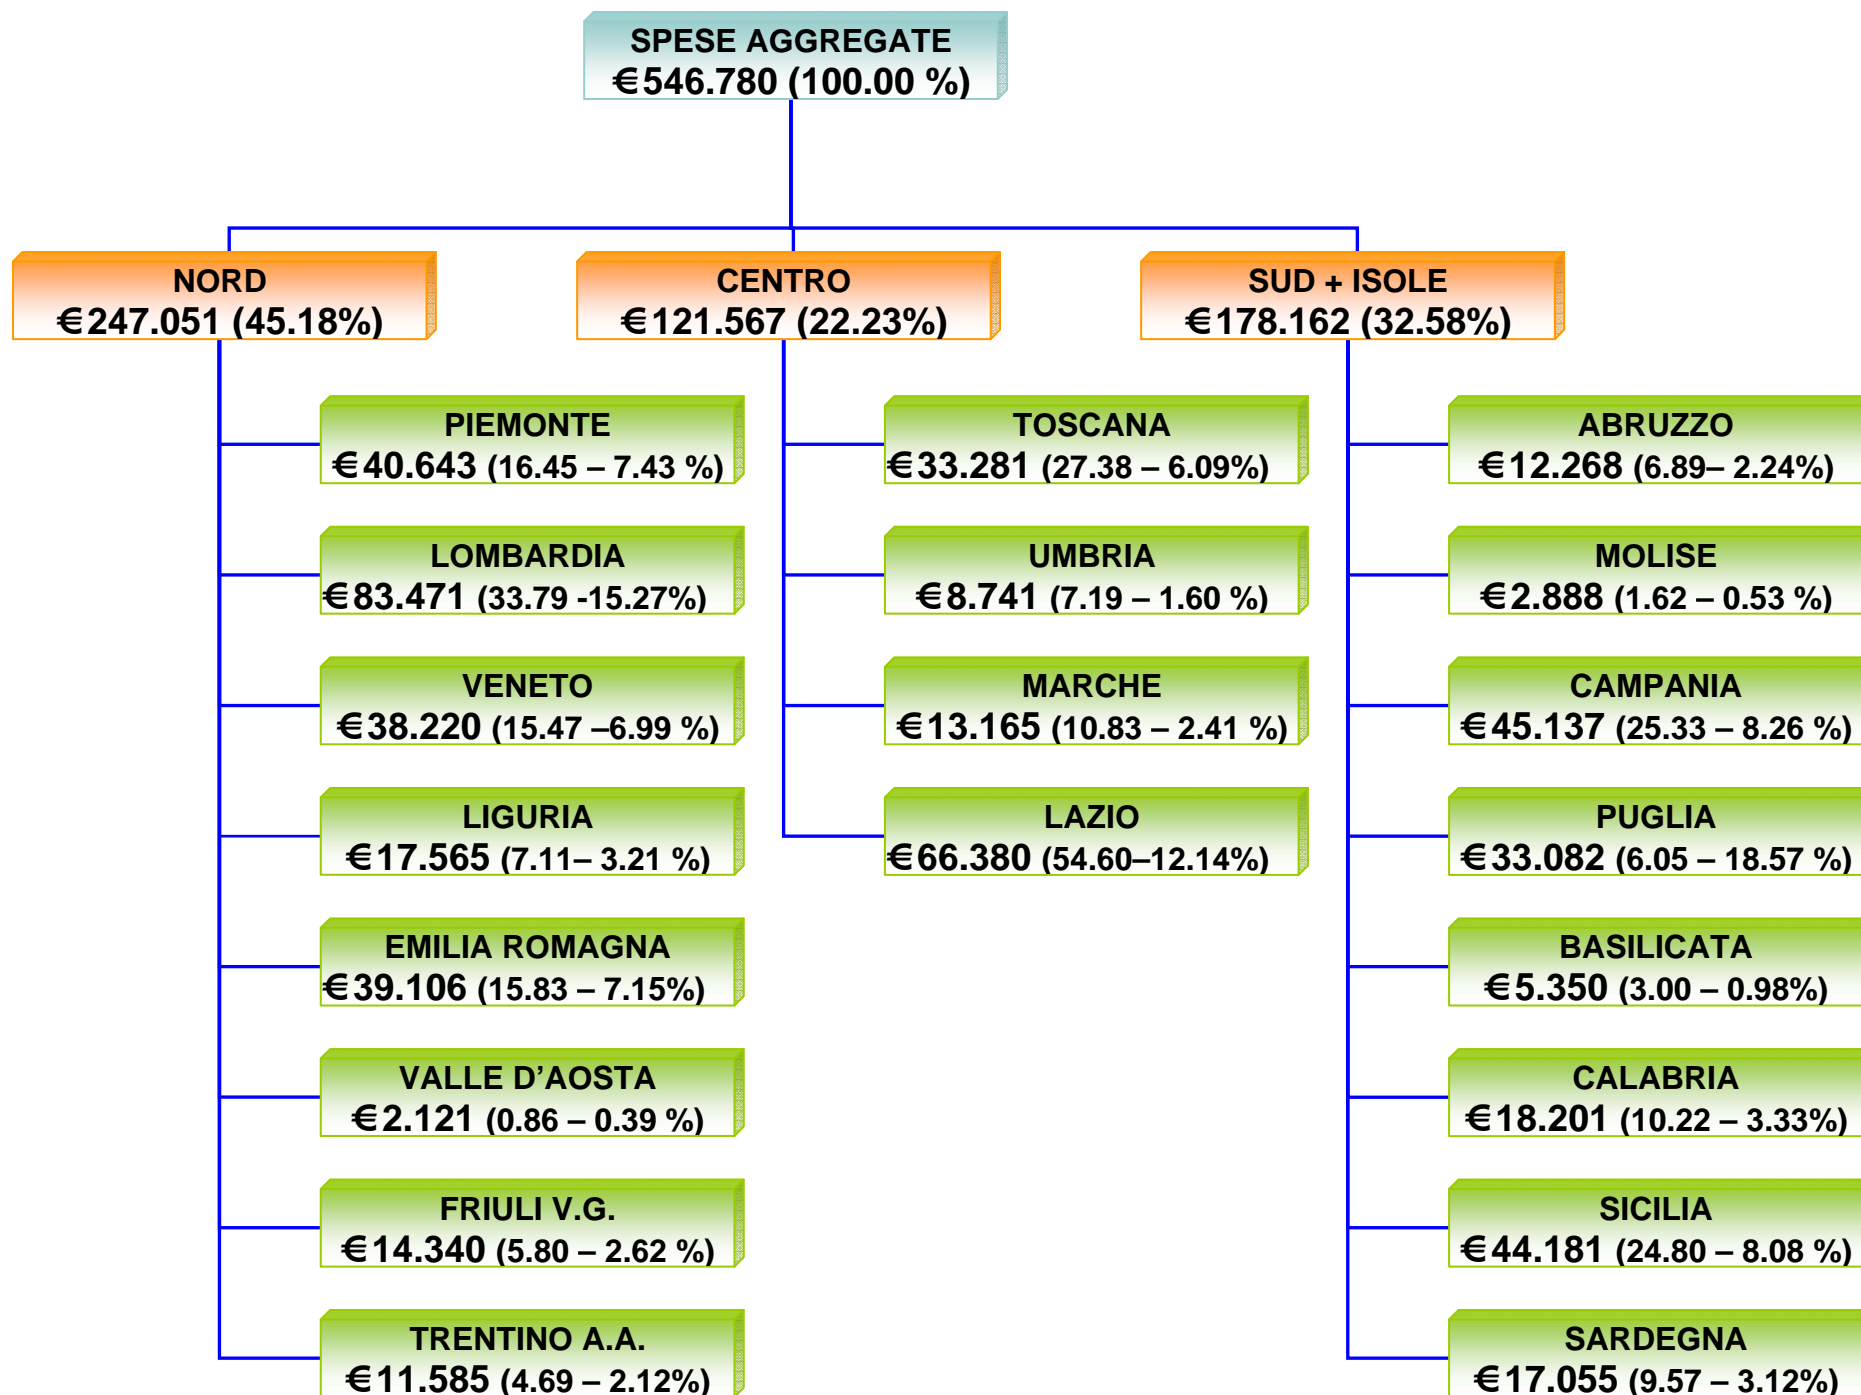 SPESE AGGREGATE
€546.780 (100.00 %)
NORD
€247.051 (45.18%)
CENTRO
€121.567 (22.23%)
SUD + ISOLE
€178.162 (32.58%)
PIEMONTE
€40.643 (16.45 – 7.43 %)
LOMBARDIA
€83.471 (33.79 -15.27%)
VENETO
€38.220 (15.47 –6.99 %)
LIGURIA
€17.565 (7.11– 3.21 %)
EMILIA ROMAGNA
€39.106 (15.83 – 7.15%)
VALLE D’AOSTA
€2.121 (0.86 – 0.39 %)
FRIULI V.G.
€14.340 (5.80 – 2.62 %)
TRENTINO A.A.
€11.585 (4.69 – 2.12%)
TOSCANA
€33.281 (27.38 – 6.09%)
UMBRIA
€8.741 (7.19 – 1.60 %)
MARCHE
€13.165 (10.83 – 2.41 %)
LAZIO
€66.380 (54.60–12.14%)
ABRUZZO
€12.268 (6.89– 2.24%)
MOLISE
€2.888 (1.62 – 0.53 %)
CAMPANIA
€45.137 (25.33 – 8.26 %)
PUGLIA
€33.082 (6.05 – 18.57 %)
BASILICATA
€5.350 (3.00 – 0.98%)
CALABRIA
€18.201 (10.22 – 3.33%)
SICILIA
€44.181 (24.80 – 8.08 %)
SARDEGNA
€17.055 (9.57 – 3.12%)